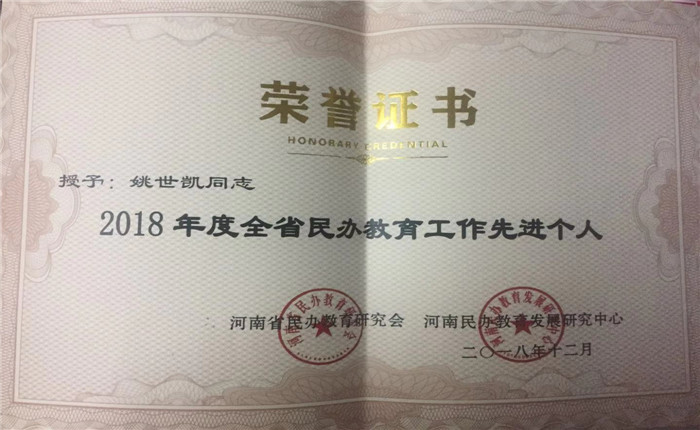 荣誉证书
HONORARY CREDENTIAL
授予：姚世凯同志
2018年度全省民办教育工作先进个人
河南省民办教育研究会 河南民办教育发展研究中心
二〇一八年十二月